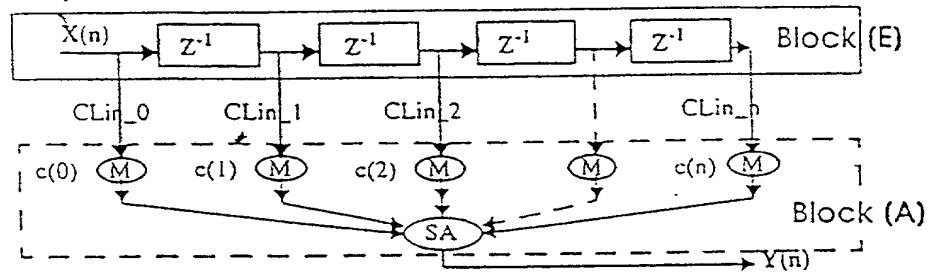 X(n)
Z-1 Z-1 Z-1 Z-1 Block (E)
CLin_0 CLin_1 CLin_2 CLin_n
c(0) M c(1) M c(2) M M c(n) M
Block (A)
SA
Y(n)